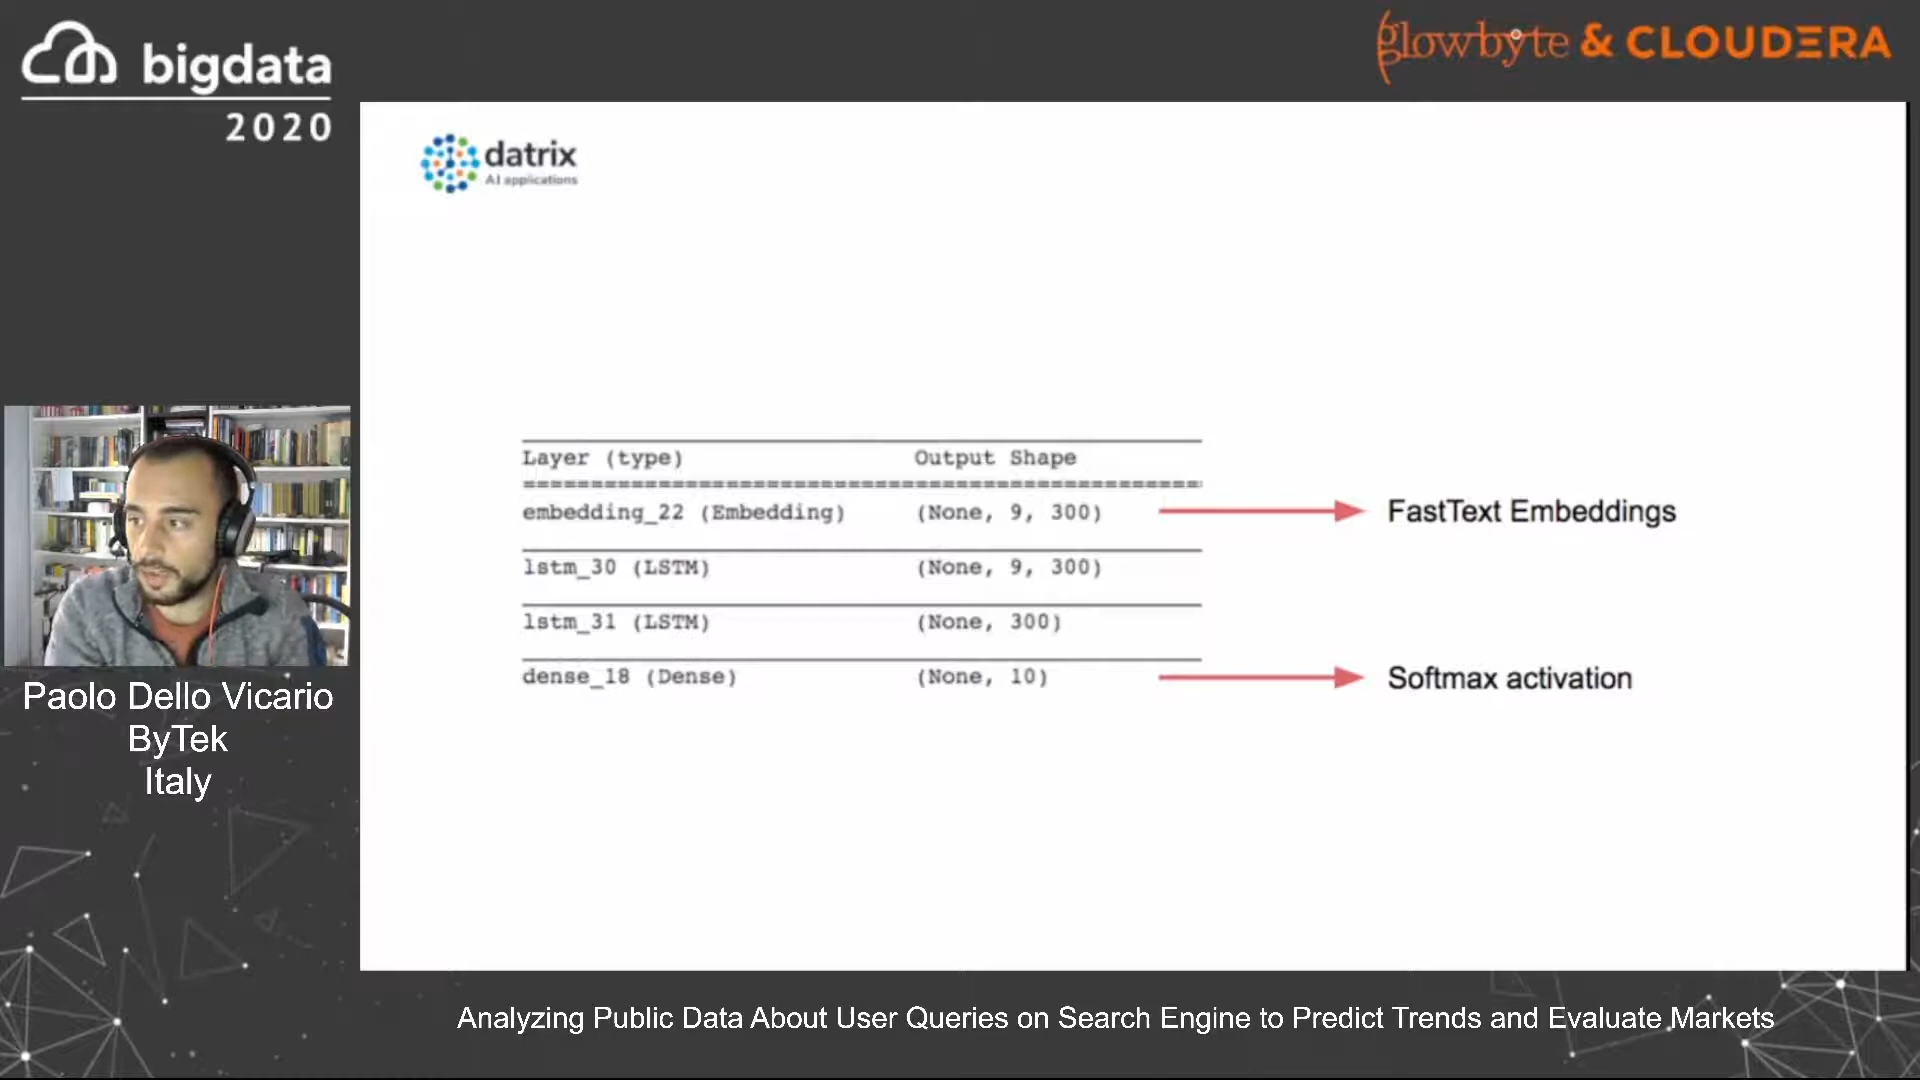 bigdata
2020
glowbyte & CLOUDERA
datrix
AI applications
Layer (type) Output Shape
embedding_22 (Embedding) (None, 9, 300) FastText Embeddings
lstm_30 (LSTM) (None, 9, 300)
lstm_31 (LSTM) (None, 300)
dense_18 (Dense) (None, 10) Softmax activation
Paolo Dello Vicario
ByTek
Italy
Analyzing Public Data About User Queries on Search Engine to Predict Trends and Evaluate Markets